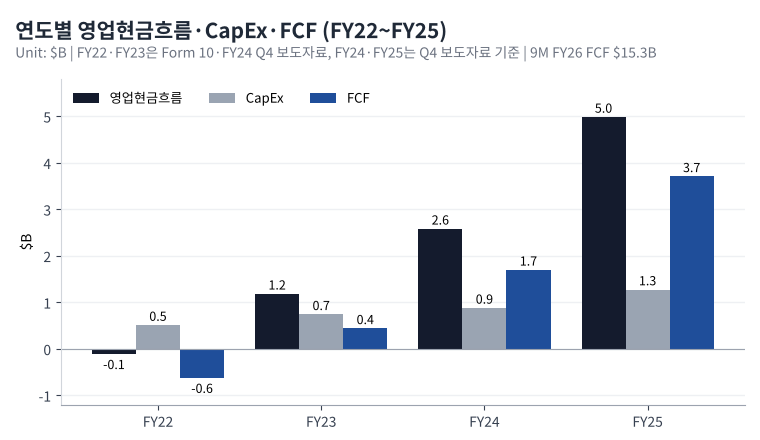 연도별 영업현금흐름·CapEx·FCF (FY22~FY25)
Unit: $B | FY22·FY23은 Form 10·FY24 Q4 보도자료, FY24·FY25는 Q4 보도자료 기준 | 9M FY26 FCF $15.3B
영업현금흐름 CapEx FCF
$B
5
4
3
2
1
0
-1
-0.1 0.5 -0.6
1.2 0.7 0.4
2.6 0.9 1.7
5.0 1.3 3.7
FY22 FY23 FY24 FY25